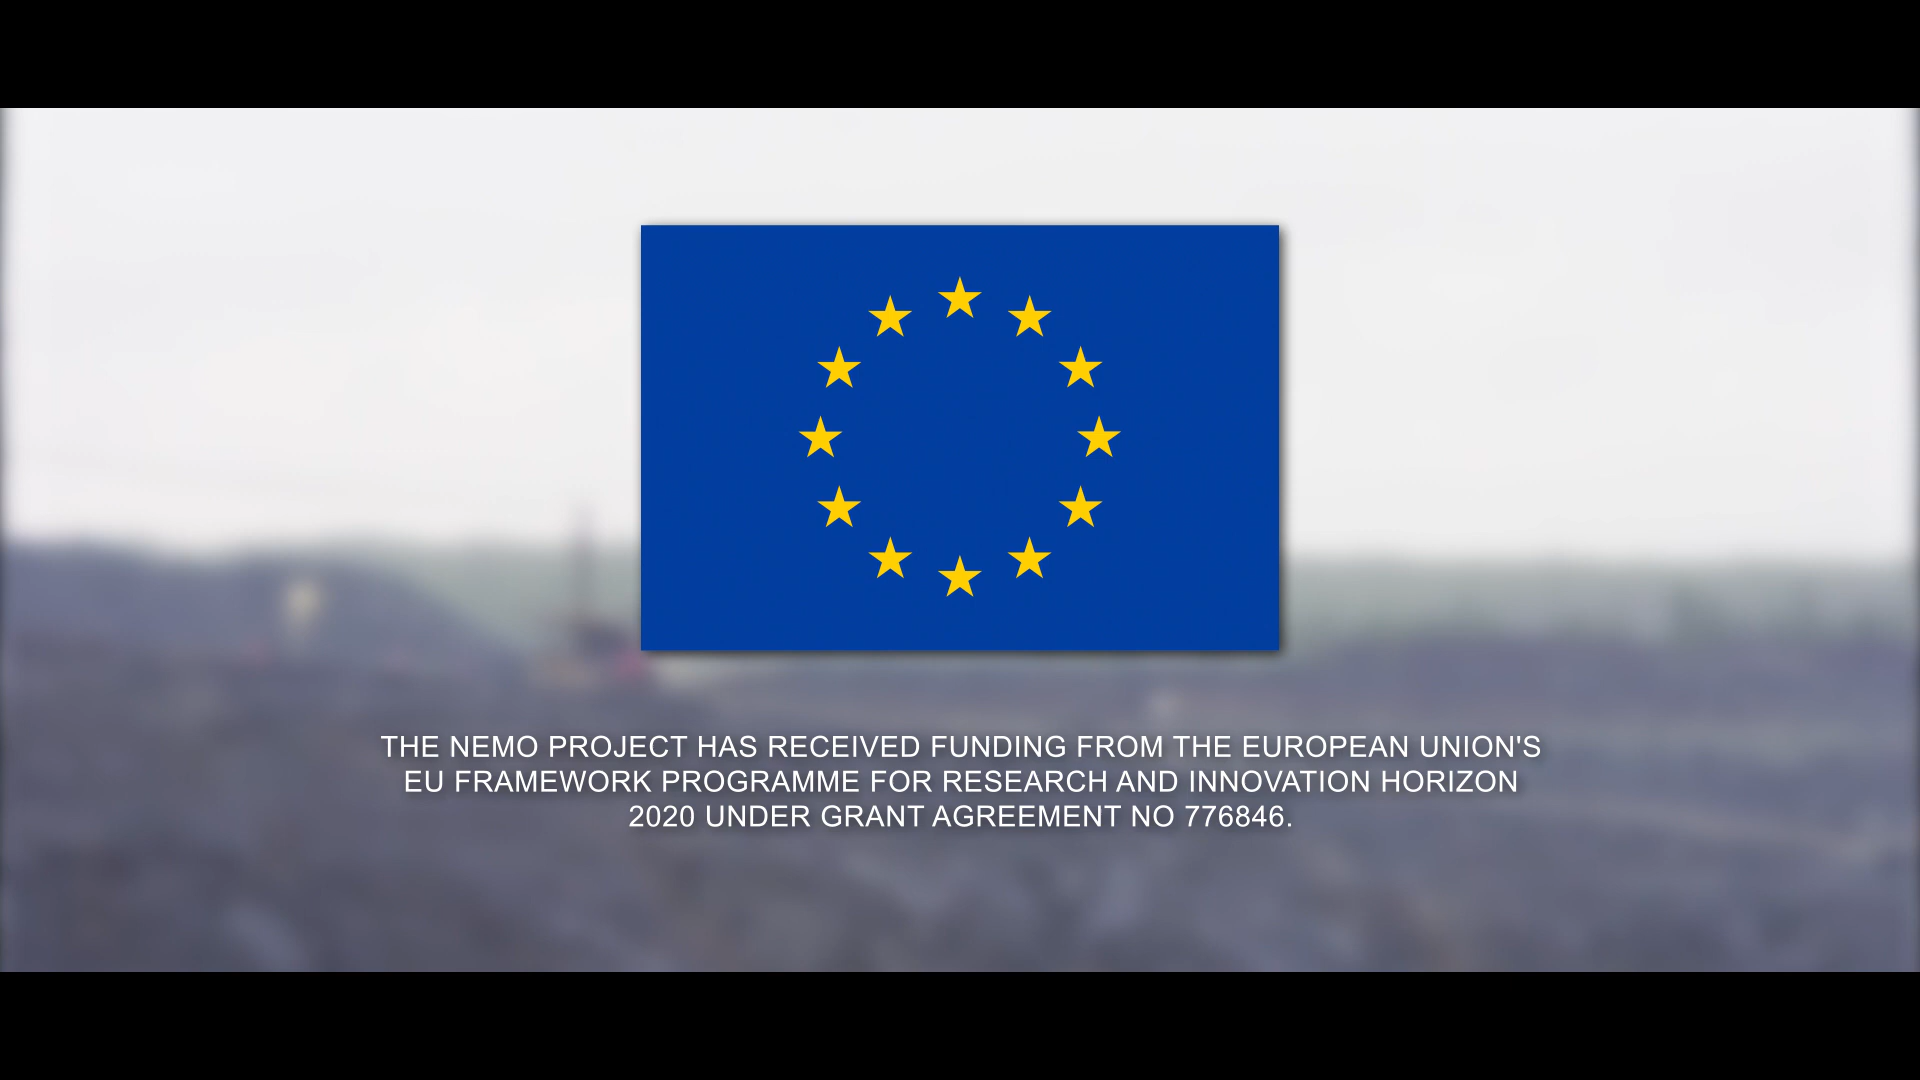 THE NEMO PROJECT HAS RECEIVED FUNDING FROM THE EUROPEAN UNION'S
EU FRAMEWORK PROGRAMME FOR RESEARCH AND INNOVATION HORIZON
2020 UNDER GRANT AGREEMENT NO 776846.